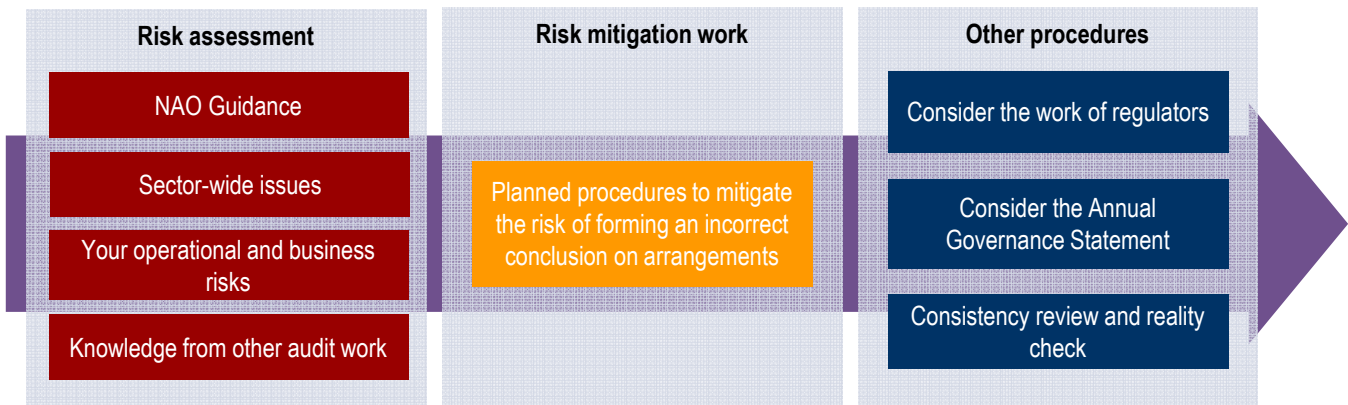 Risk assessment
NAO Guidance
Sector-wide issues
Your operational and business
risks
Knowledge from other audit work
Risk mitigation work
Planned procedures to mitigate
the risk of forming an incorrect
conclusion on arrangements
Other procedures
Consider the work of regulators
Consider the Annual
Governance Statement
Consistency review and reality
check